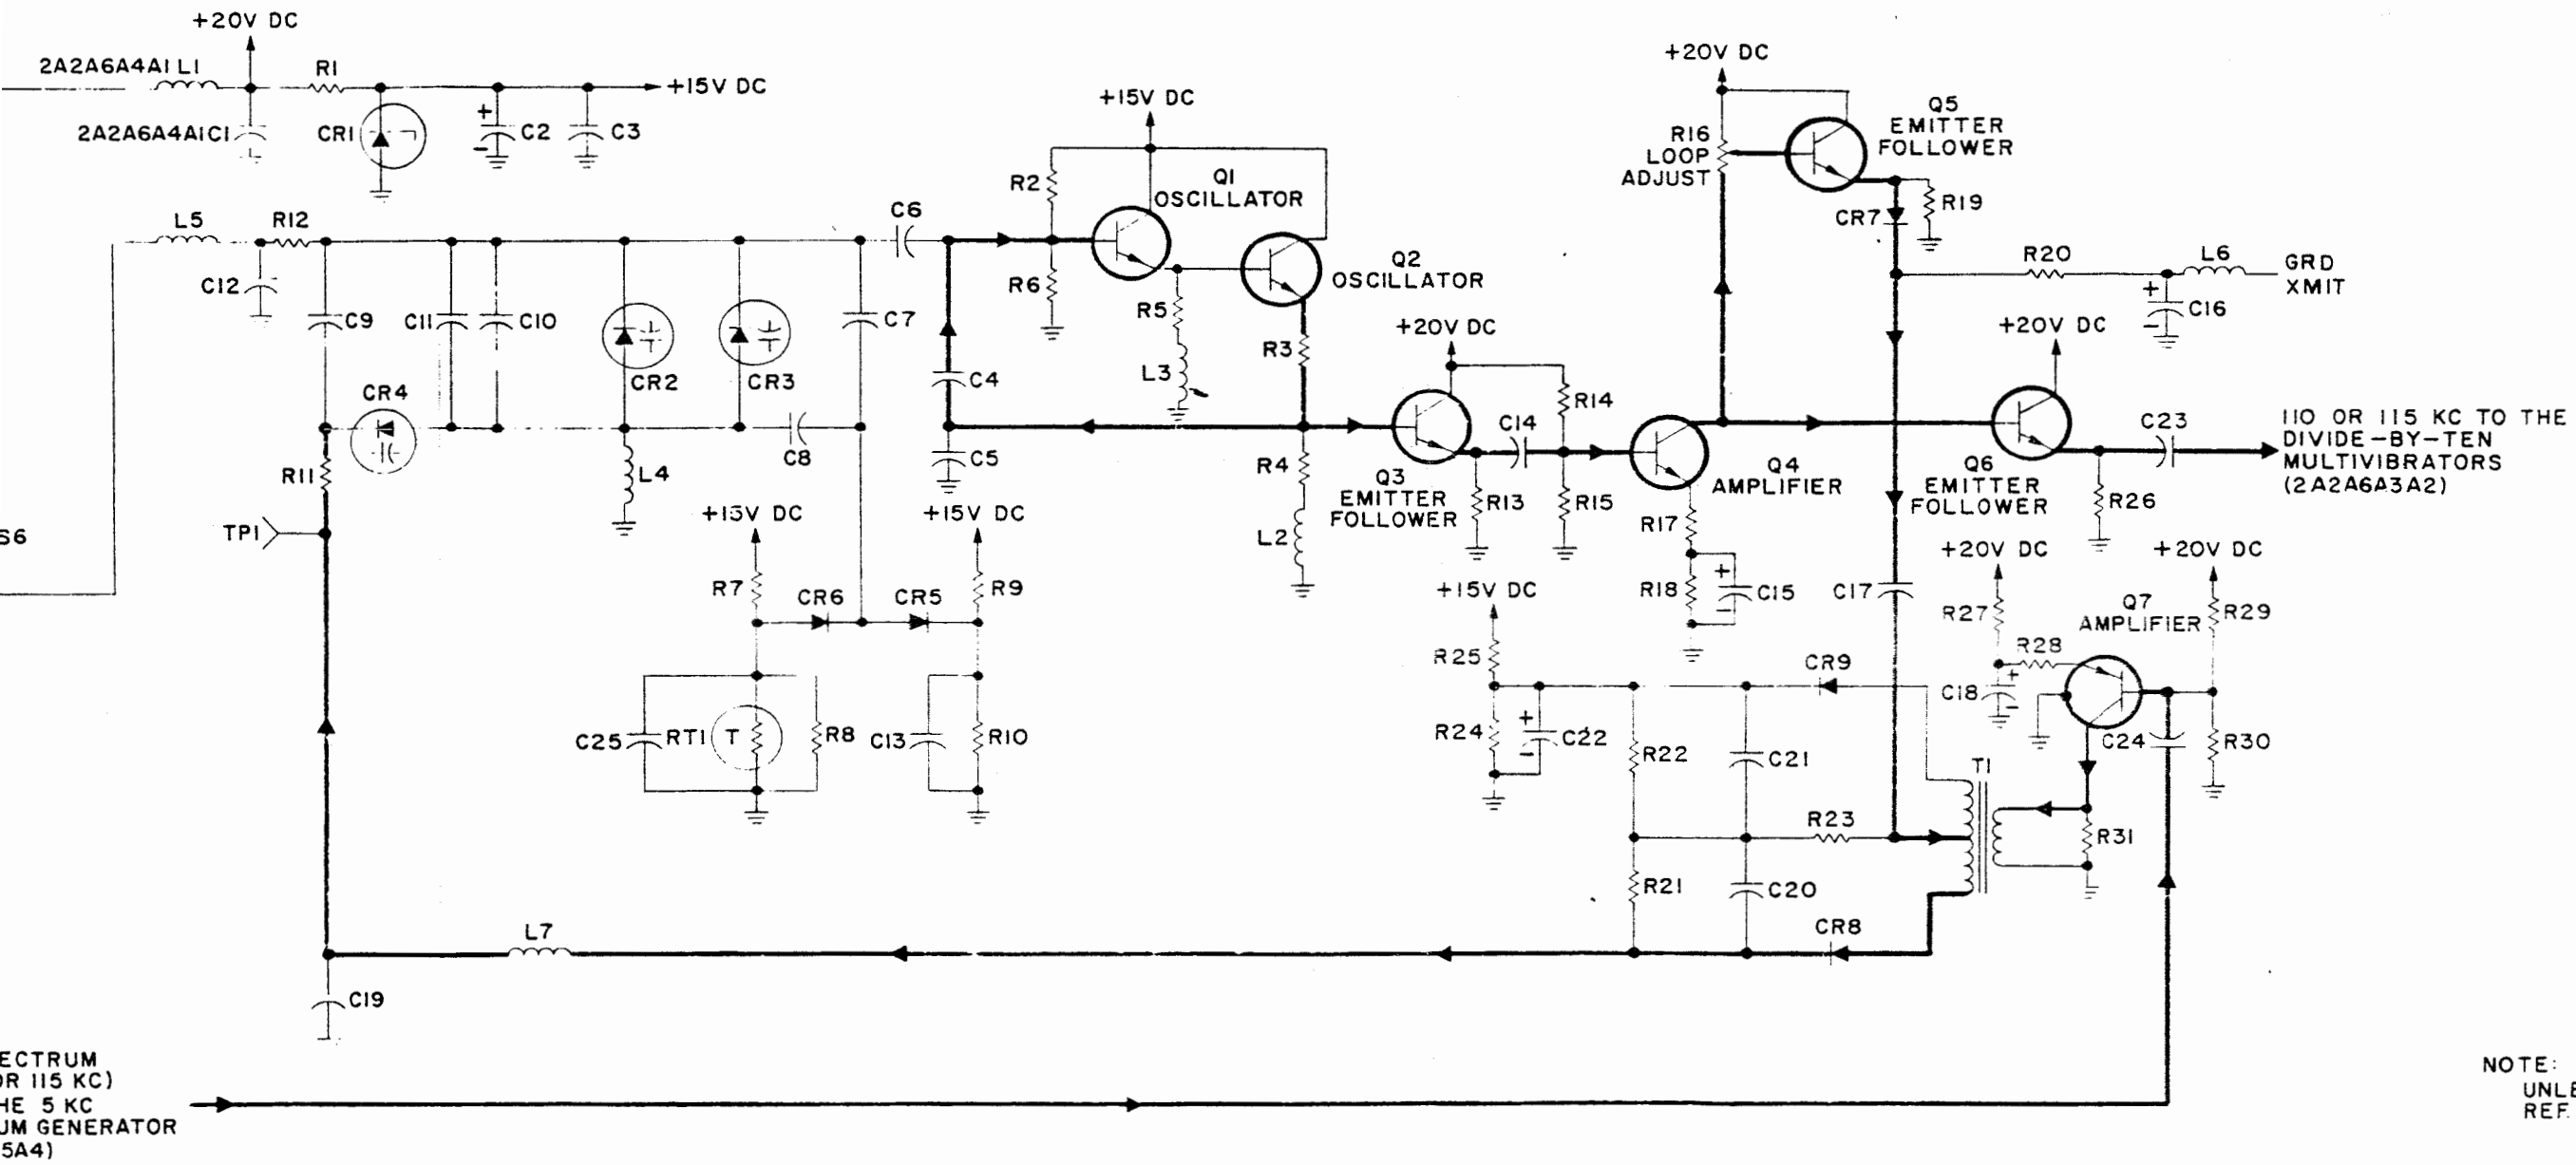 +20V DC
2A2A6A4A1L1
R1
+15V DC
2A2A6A4A1C1
CR1
+
-
C2
C3
L5
R12
C12
C9
C11
C10
CR2
CR3
C7
C6
CR4
R11
C8
L4
TP1
S6
+15V DC
R2
Q1
OSCILLATOR
R6
R5
L3
Q2
OSCILLATOR
R3
C4
C5
R4
L2
+20V DC
Q3
EMITTER
FOLLOWER
C14
R14
R13
R15
+20V DC
R16
LOOP
ADJUST
Q5
EMITTER
FOLLOWER
CR7
R19
R20
L6
GRD
XMIT
+
-
C16
Q4
AMPLIFIER
R17
R18
+
-
C15
+20V DC
Q6
EMITTER
FOLLOWER
C23
R26
110 OR 115 KC TO THE
DIVIDE-BY-TEN
MULTIVIBRATORS
(2A2A6A3A2)
+15V DC
R7
CR6
CR5
+15V DC
R9
C25
RT1
T
R8
C13
R10
+15V DC
R25
R24
+
-
C22
R22
C21
CR9
C17
R23
R21
C20
CR8
T1
+20V DC
R27
R28
C18
+
-
Q7
AMPLIFIER
+20V DC
R29
C24
R30
R31
L7
C19
ECTRUM
OR 115 KC)
HE 5 KC
UM GENERATOR
5A4)
NOTE:
UNLE
REF.